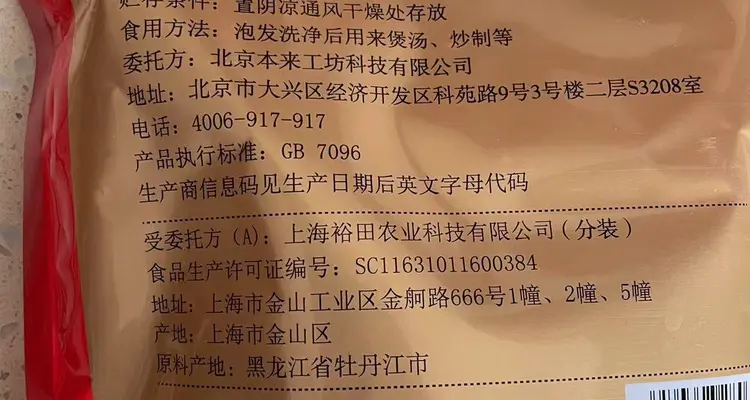 贮存条件：置阴凉通风干燥处存放
食用方法：泡发洗净后用来煲汤、炒制等
委托方：北京本来工坊科技有限公司
地址：北京市大兴区经济开发区科苑路9号3号楼二层S3208室
电话：4006-917-917
产品执行标准：GB 7096
生产商信息码见生产日期后英文字母代码
受委托方（A）：上海裕田农业科技有限公司(分装)
食品生产许可证编号：SC11631011600384
地址：上海市金山工业区金舸路666号1幢、2幢、5幢
产地：上海市金山区
原料产地：黑龙江省牡丹江市